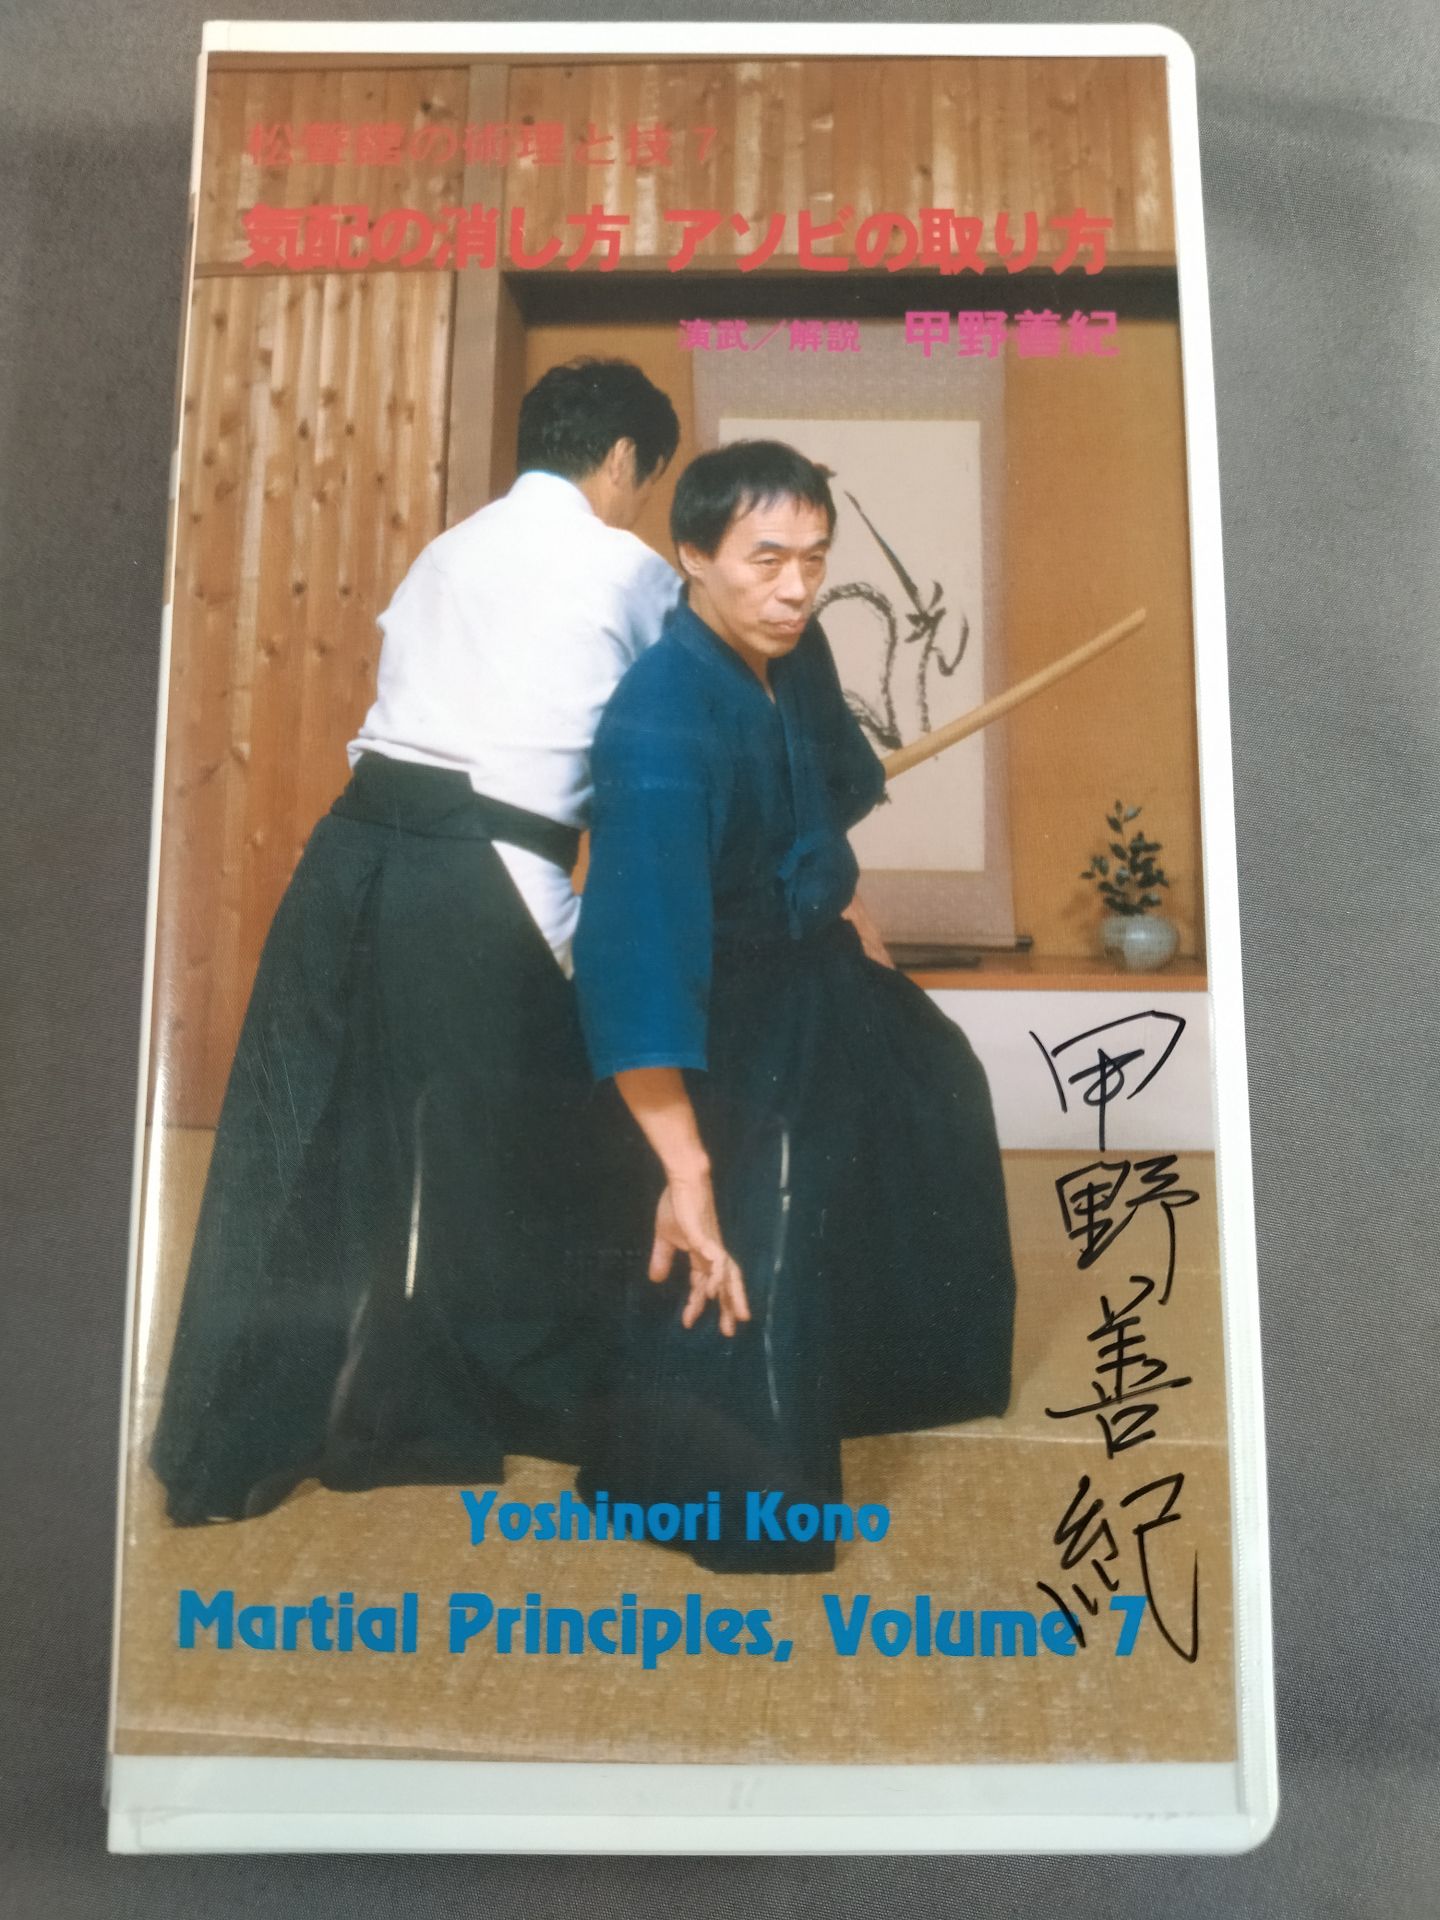 松聲館の術理と技7
気配の消し方 アソビの取り方
演武／解説 甲野善紀
甲野善紀
Yoshinori Kono
Martial Principles, Volume 7